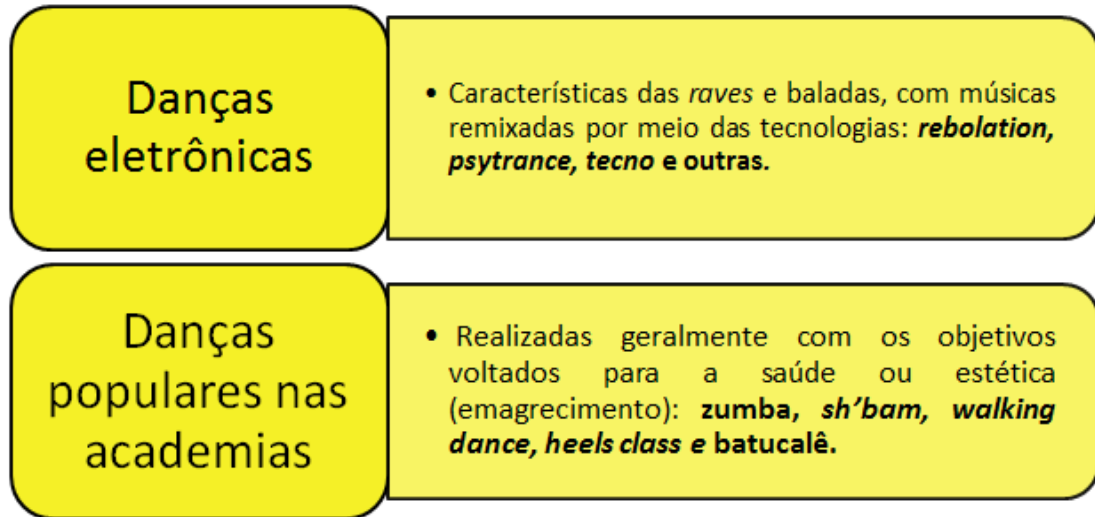 Danças
eletrônicas
• Características das raves e baladas, com músicas
remixadas por meio das tecnologias: rebolation,
psytrance, tecno e outras.
Danças
populares nas
academias
• Realizadas geralmente com os objetivos
voltados para a saúde ou estética
(emagrecimento): zumba, sh’bam, walking
dance, heels class e batucalê.